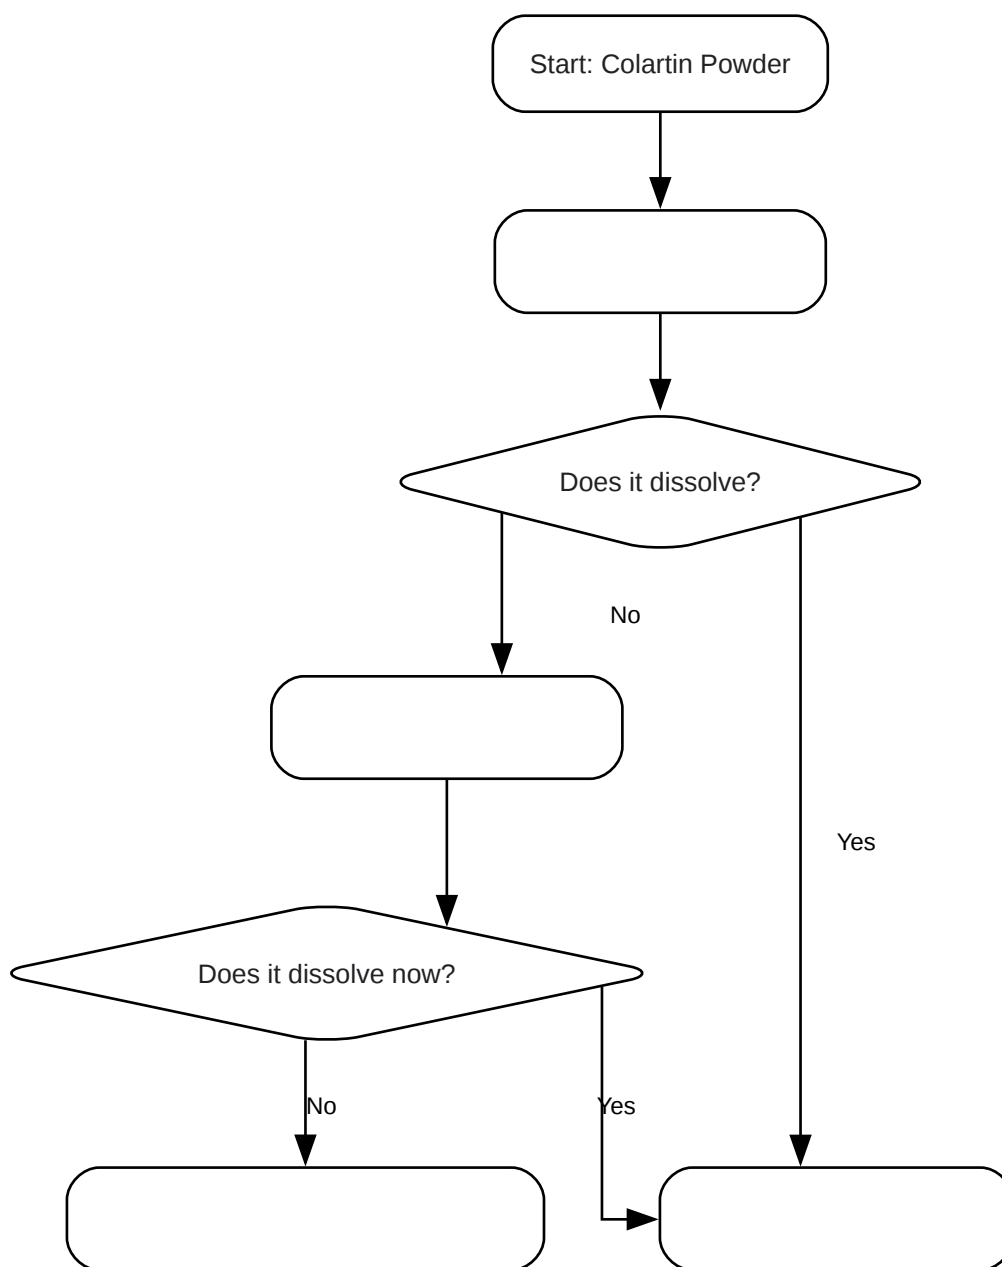 Start: Colartin Powder
Does it dissolve?
No
Yes
Does it dissolve now?
No
Yes